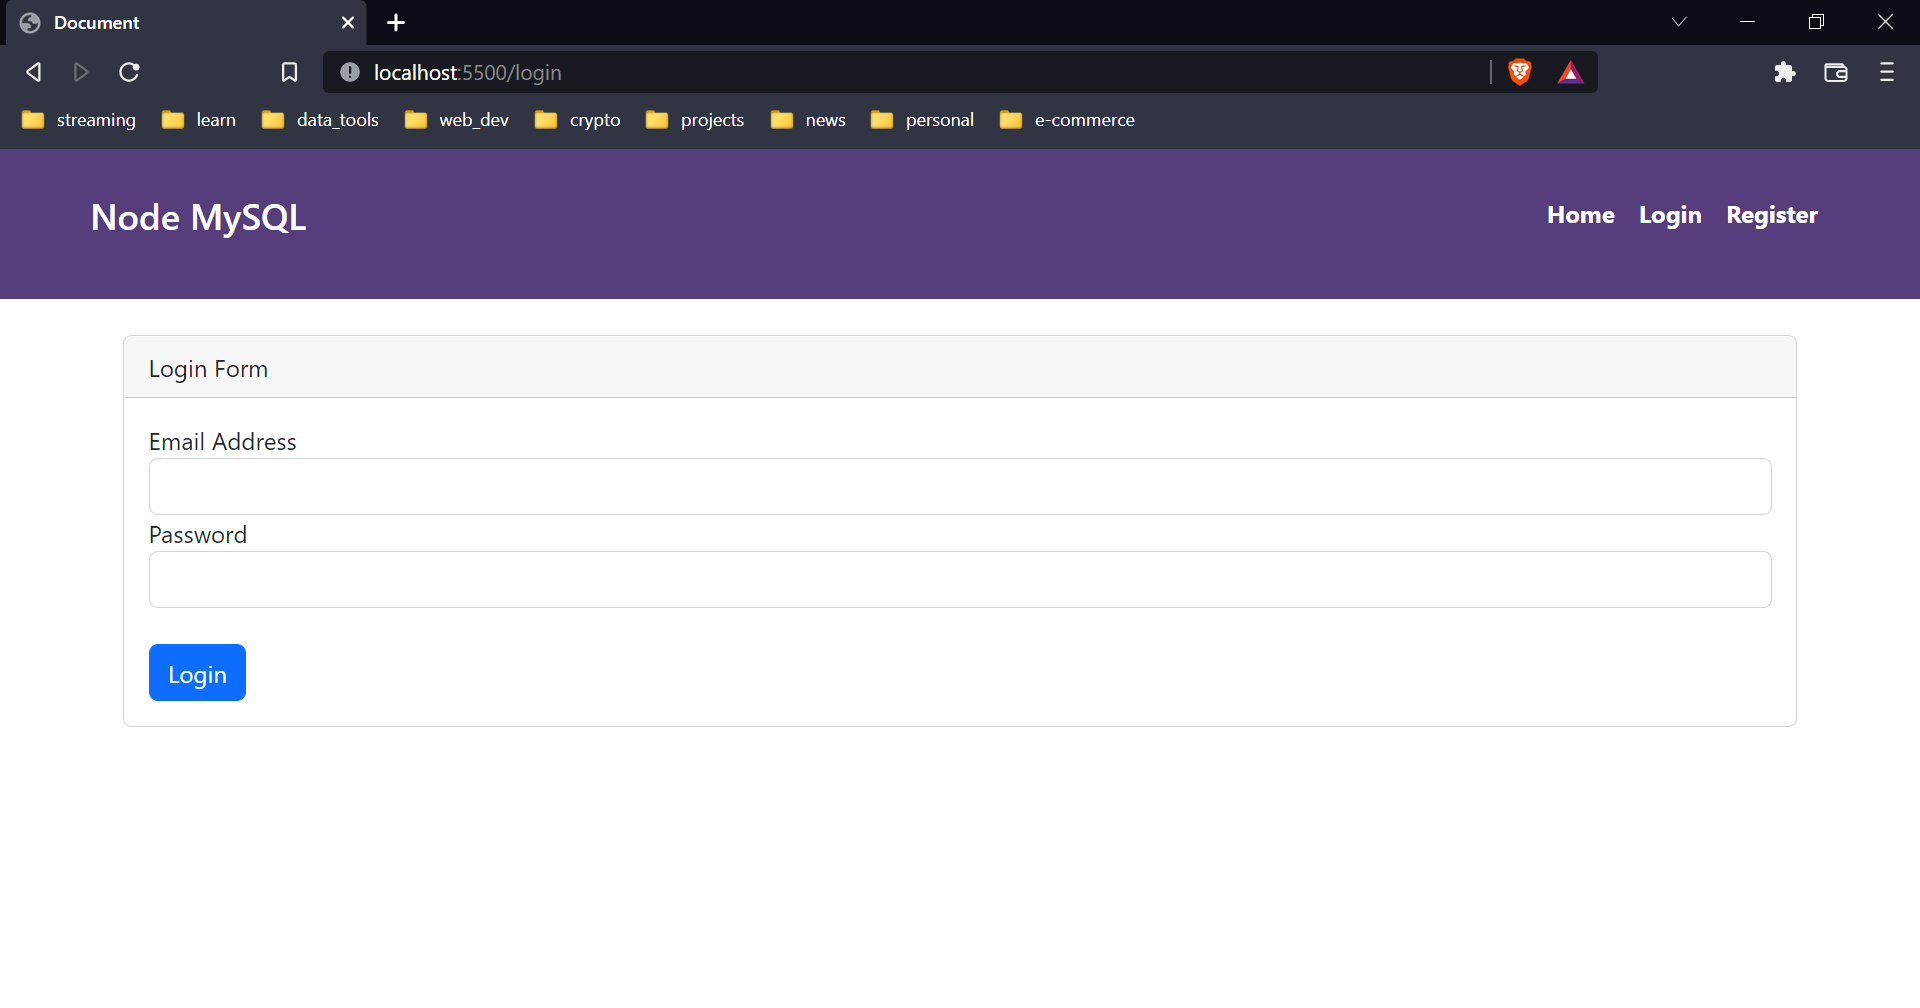 Document
localhost:5500/login
streaming learn data_tools web_dev crypto projects news personal e-commerce
Node MySQL Home Login Register
Login Form
Email Address
Password
Login